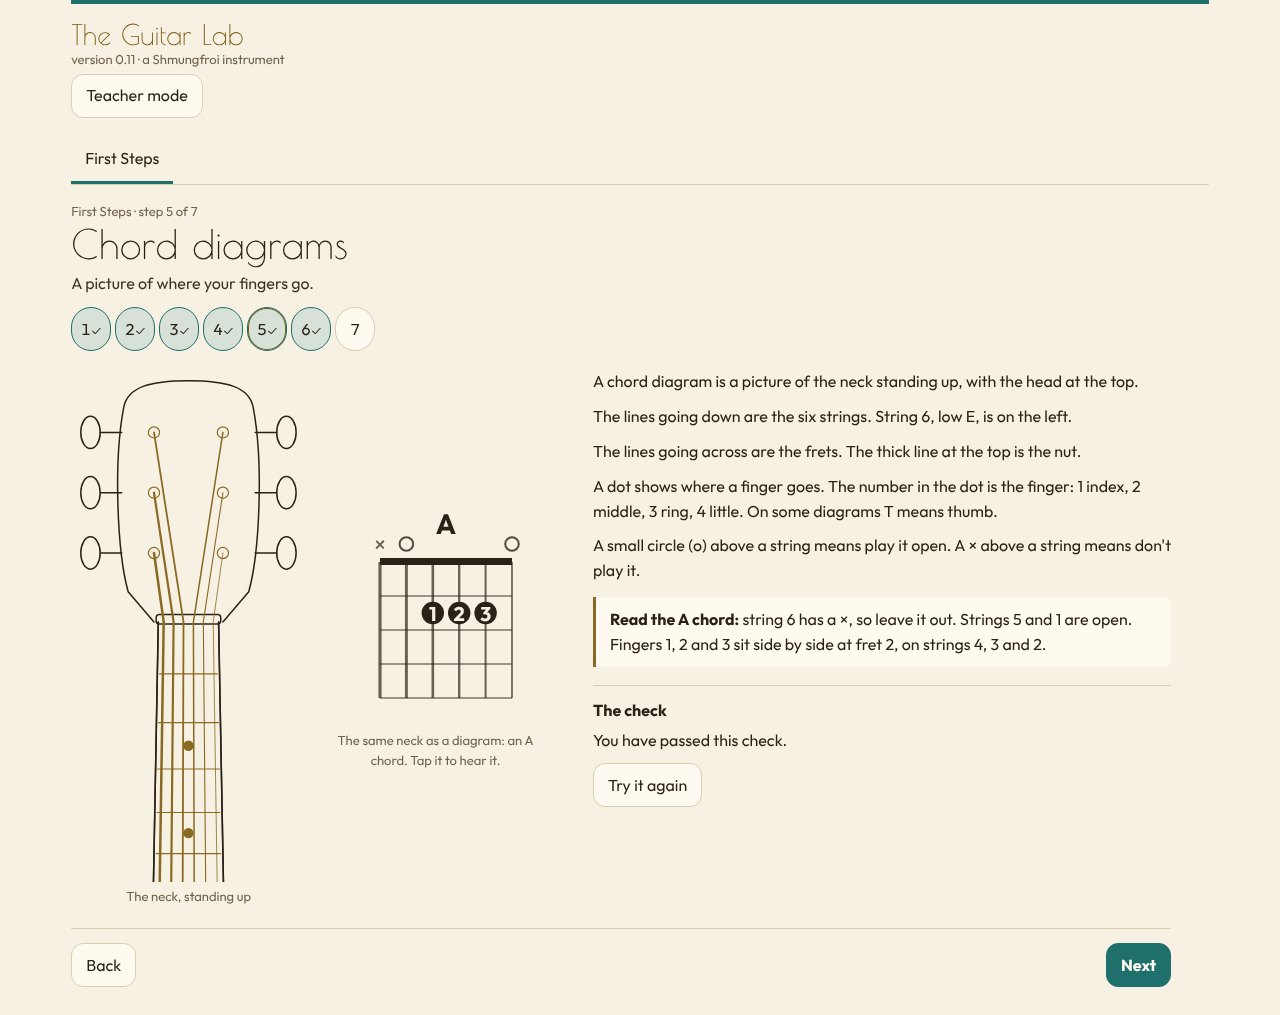 The Guitar Lab
version 0.11 · a Shmungfroi instrument
Teacher mode
First Steps
First Steps · step 5 of 7
Chord diagrams
A picture of where your fingers go.
1✓ 2✓ 3✓ 4✓ 5✓ 6✓ 7
A
× O O
1 2 3
The neck, standing up
The same neck as a diagram: an A
chord. Tap it to hear it.
A chord diagram is a picture of the neck standing up, with the head at the top.
The lines going down are the six strings. String 6, low E, is on the left.
The lines going across are the frets. The thick line at the top is the nut.
A dot shows where a finger goes. The number in the dot is the finger: 1 index, 2
middle, 3 ring, 4 little. On some diagrams T means thumb.
A small circle (o) above a string means play it open. A × above a string means don't
play it.
Read the A chord: string 6 has a ×, so leave it out. Strings 5 and 1 are open.
Fingers 1, 2 and 3 sit side by side at fret 2, on strings 4, 3 and 2.
The check
You have passed this check.
Try it again
Back
Next